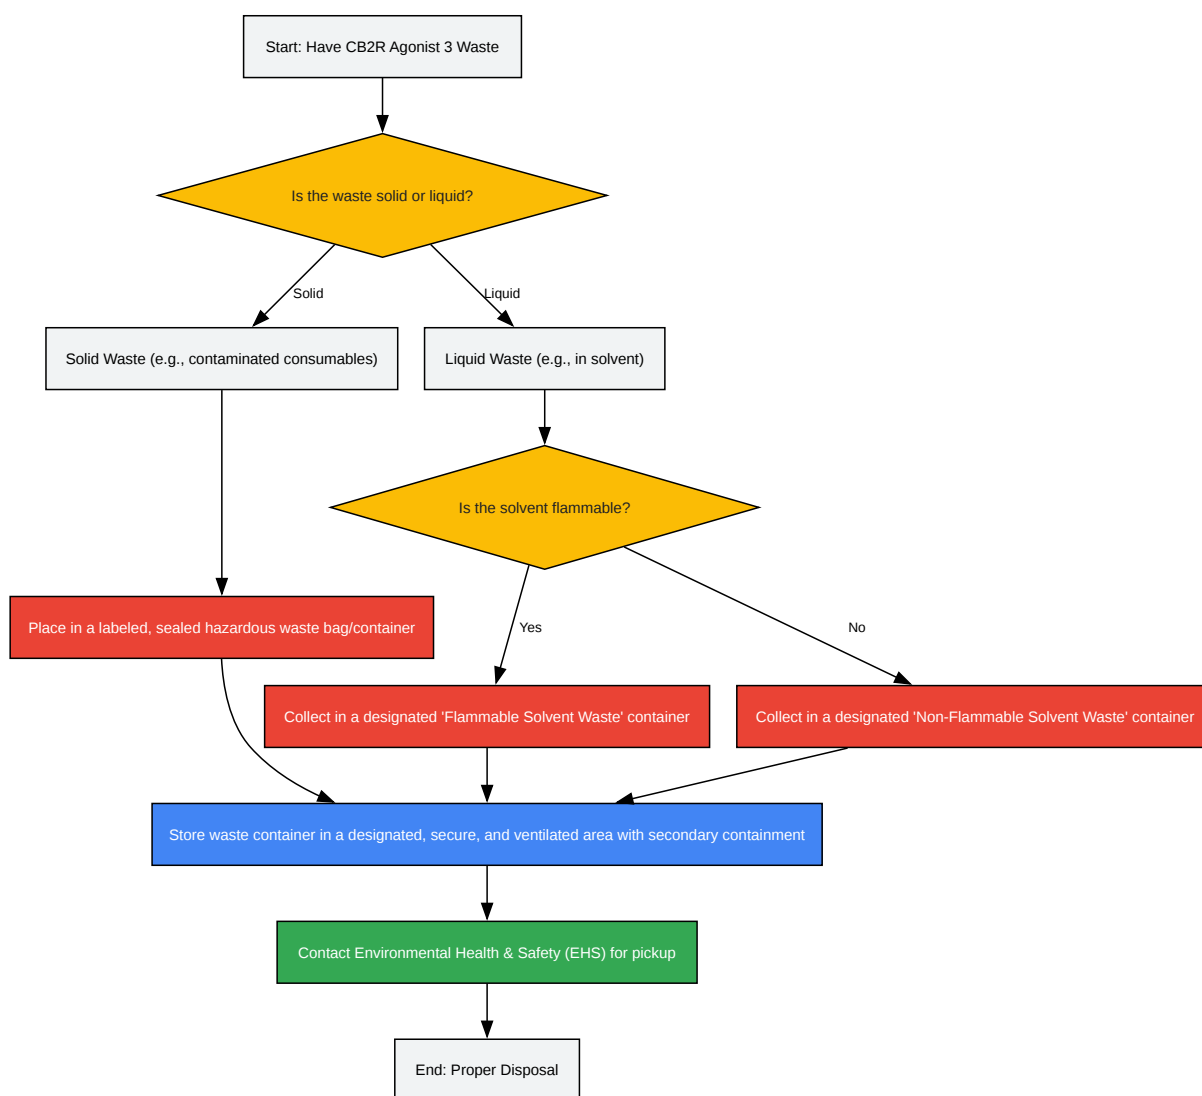 Start: Have CB2R Agonist 3 Waste
Is the waste solid or liquid?
Solid
Liquid
Solid Waste (e.g., contaminated consumables)
Liquid Waste (e.g., in solvent)
Is the solvent flammable?
Place in a labeled, sealed hazardous waste bag/container
Yes
No
Collect in a designated 'Flammable Solvent Waste' container
Collect in a designated 'Non-Flammable Solvent Waste' container
Store waste container in a designated, secure, and ventilated area with secondary containment
Contact Environmental Health & Safety (EHS) for pickup
End: Proper Disposal